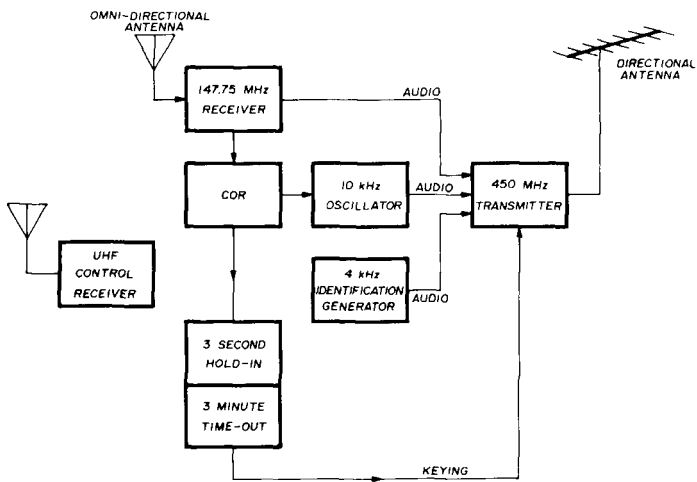 OMNI-DIRECTIONAL
ANTENNA
DIRECTIONAL
ANTENNA
147.75 MHz
RECEIVER
AUDIO
COR
10 kHz
OSCILLATOR
AUDIO
450 MHz
TRANSMITTER
UHF
CONTROL
RECEIVER
4 kHz
IDENTIFICATION
GENERATOR
AUDIO
3 SECOND
HOLD-IN
3 MINUTE
TIME-OUT
KEYING